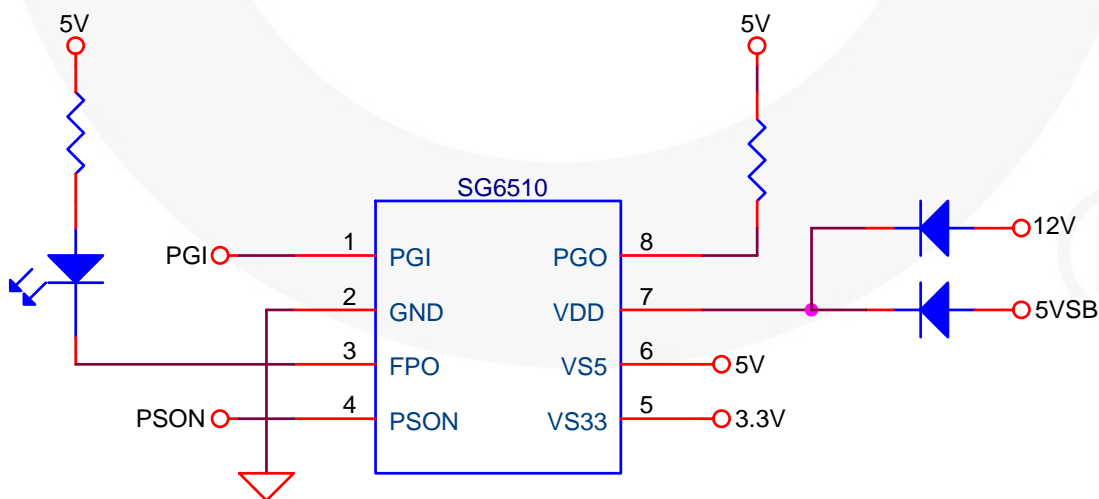 5V
5V
SG6510
PGI
1
PGI
PGO
8
12V
2
GND
VDD
7
5VSB
3
FPO
VS5
6
5V
PSON
4
PSON
VS33
5
3.3V